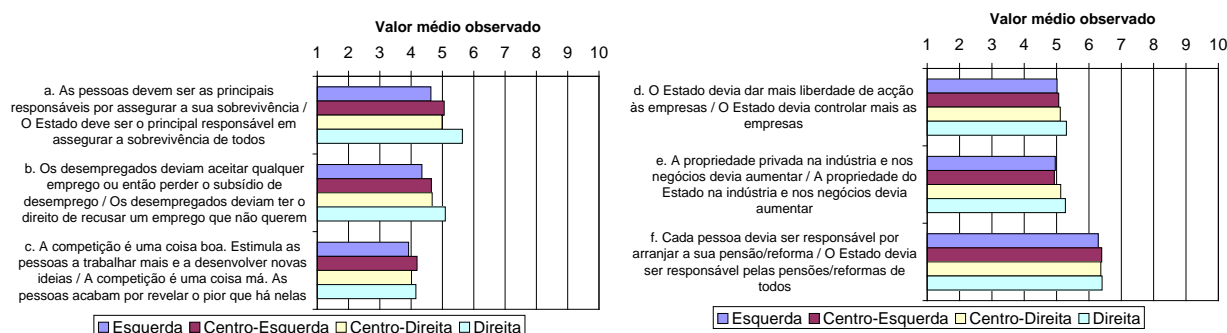 Valor médio observado
1 2 3 4 5 6 7 8 9 10
a. As pessoas devem ser as principais
responsáveis por assegurar a sua sobrevivência /
O Estado deve ser o principal responsável em
assegurar a sobrevivência de todos
b. Os desempregados deviam aceitar qualquer
emprego ou então perder o subsídio de
desemprego / Os desempregados deviam ter o
direito de recusar um emprego que não querem
c. A competição é uma coisa boa. Estimula as
pessoas a trabalhar mais e a desenvolver novas
ideias / A competição é uma coisa má. As
pessoas acabam por revelar o pior que há nelas
Esquerda Centro-Esquerda Centro-Direita Direita
Valor médio observado
1 2 3 4 5 6 7 8 9 10
d. O Estado devia dar mais liberdade de acção
às empresas / O Estado devia controlar mais as
empresas
e. A propriedade privada na indústria e nos
negócios devia aumentar / A propriedade do
Estado na indústria e nos negócios devia
aumentar
f. Cada pessoa devia ser responsável por
arranjar a sua pensão/reforma / O Estado devia
ser responsável pelas pensões/reformas de
todos
Esquerda Centro-Esquerda Centro-Direita Direita